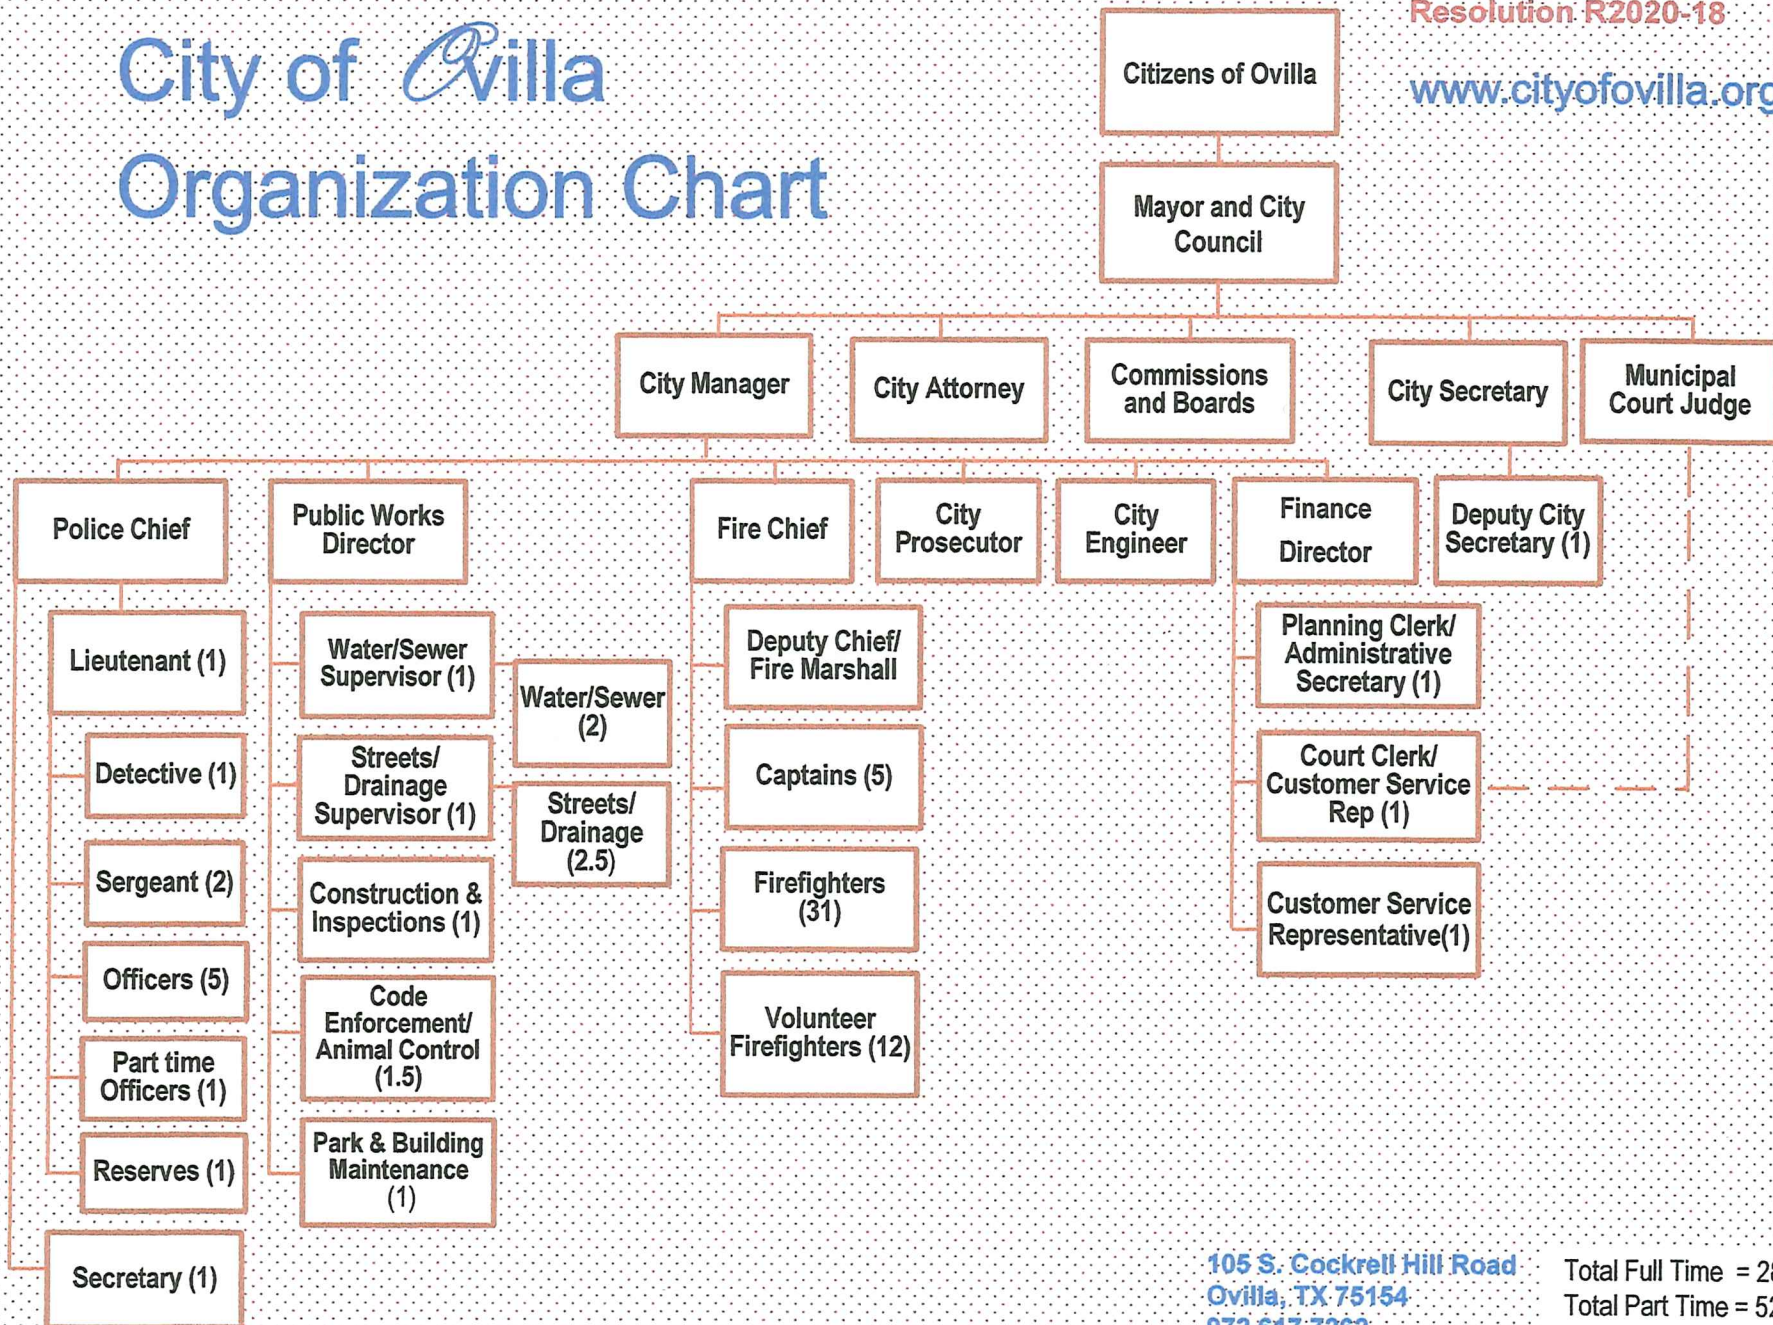 City of Ovilla
Organization Chart
Resolution R2020-18
www.cityofovilla.org
Citizens of Ovilla
Mayor and City
Council
City Manager
City Attorney
Commissions
and Boards
City Secretary
Municipal
Court Judge
Police Chief
Public Works
Director
Fire Chief
City
Prosecutor
City
Engineer
Finance
Director
Deputy City
Secretary (1)
Lieutenant (1)
Detective (1)
Sergeant (2)
Officers (5)
Part time
Officers (1)
Reserves (1)
Secretary (1)
Water/Sewer
Supervisor (1)
Water/Sewer
(2)
Streets/
Drainage
Supervisor (1)
Streets/
Drainage
(2.5)
Construction &
Inspections (1)
Code
Enforcement/
Animal Control
(1.5)
Park & Building
Maintenance
(1)
Deputy Chief/
Fire Marshall
Captains (5)
Firefighters
(31)
Volunteer
Firefighters (12)
Planning Clerk/
Administrative
Secretary (1)
Court Clerk/
Customer Service
Rep (1)
Customer Service
Representative(1)
105 S. Cockrell Hill Road
Ovilla, TX 75154
Total Full Time = 28
Total Part Time = 52